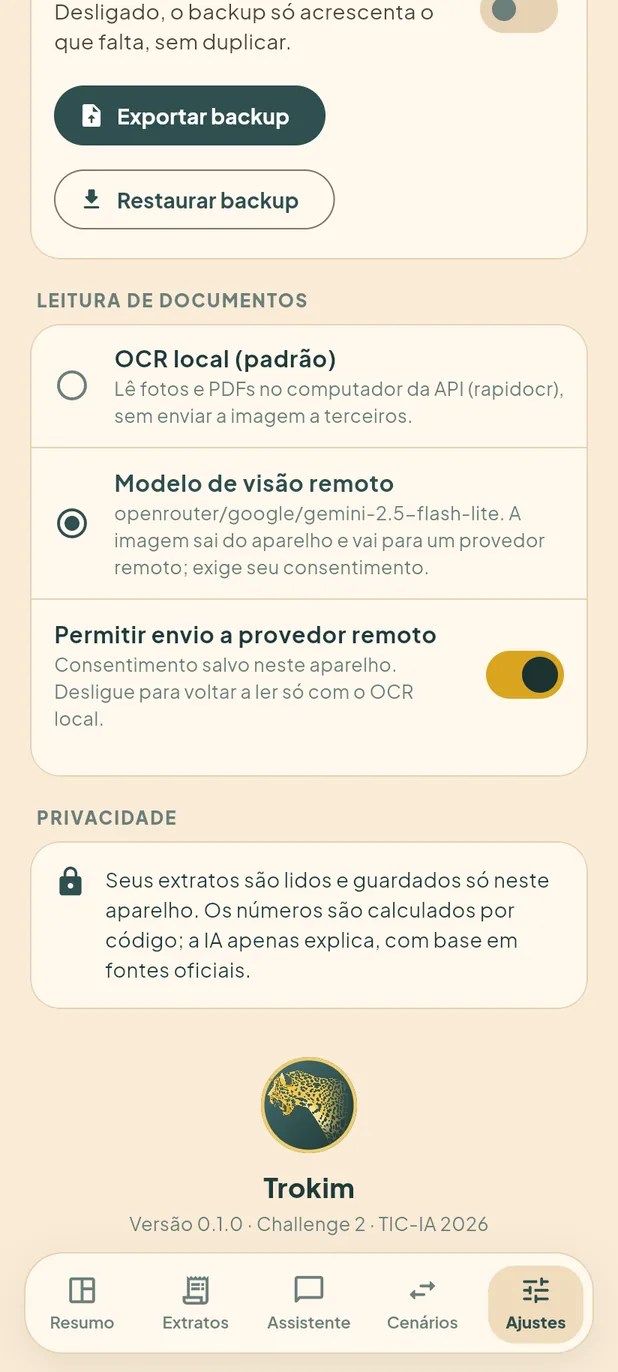 Desligado, o backup só acrescenta o
que falta, sem duplicar.
Exportar backup
Restaurar backup
LEITURA DE DOCUMENTOS
OCR local (padrão)
Lê fotos e PDFs no computador da API (rapidocr),
sem enviar a imagem a terceiros.
Modelo de visão remoto
openrouter/google/gemini-2.5-flash-lite. A
imagem sai do aparelho e vai para um provedor
remoto; exige seu consentimento.
Permitir envio a provedor remoto
Consentimento salvo neste aparelho.
Desligue para voltar a ler só com o OCR
local.
PRIVACIDADE
Seus extratos são lidos e guardados só neste
aparelho. Os números são calculados por
código; a IA apenas explica, com base em
fontes oficiais.
Trokim
Versão 0.1.0 · Challenge 2 · TIC-IA 2026
Resumo
Extratos
Assistente
Cenários
Ajustes